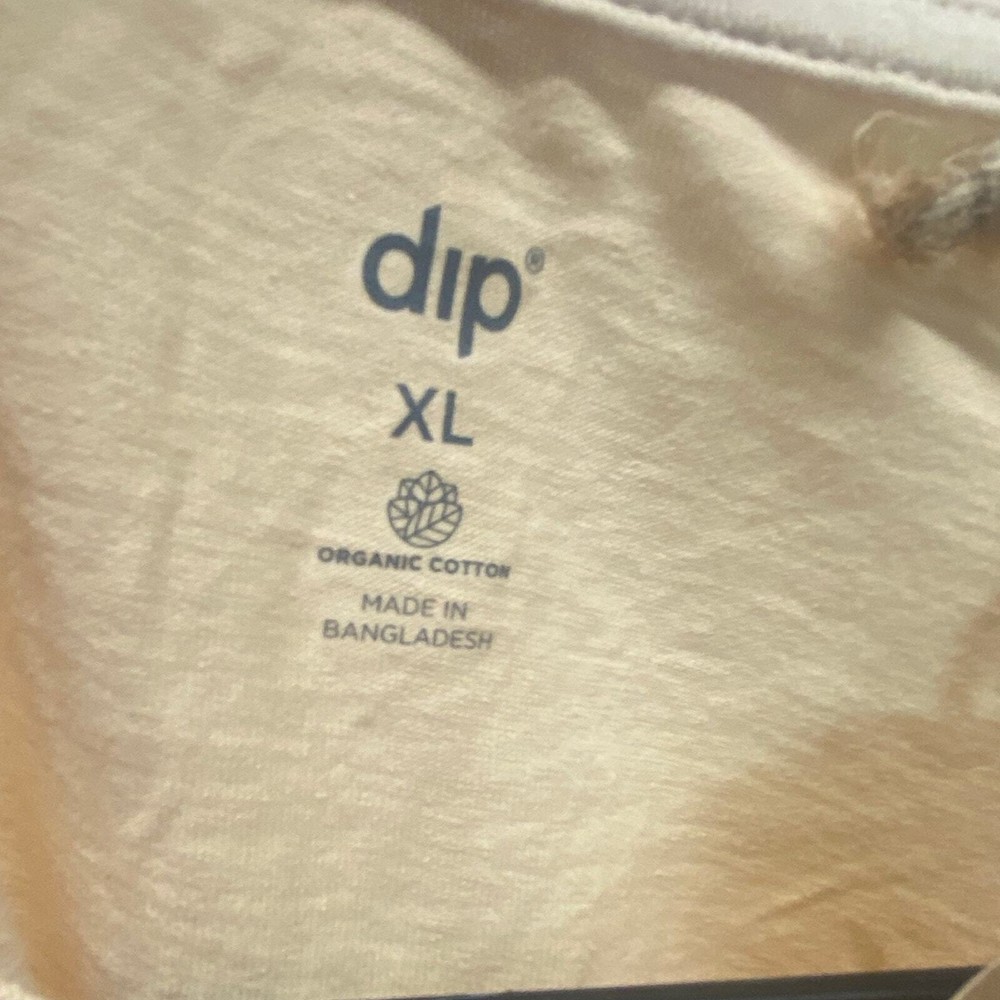 dip®
XL
ORGANIC COTTON
MADE IN
BANGLADESH